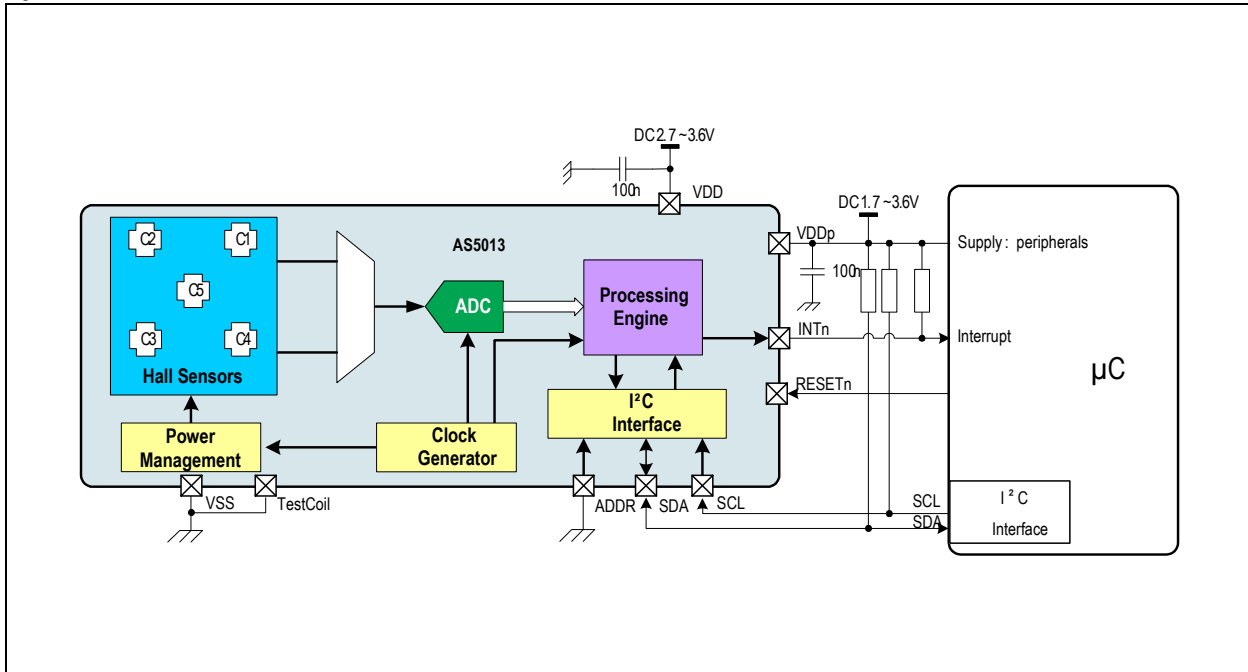 DC2.7~3.6V
100n
VDD
DC1.7~3.6V
C2
C1
AS5013
VDDp
Supply: peripherals
C5
100n
Processing
Engine
ADC
INTn
Interrupt
C3
C4
Hall Sensors
µC
RESETn
I²C
Interface
Power
Management
Clock
Generator
VSS
TestCoil
ADDR
SDA
SCL
SCL
SDA
I²C
Interface